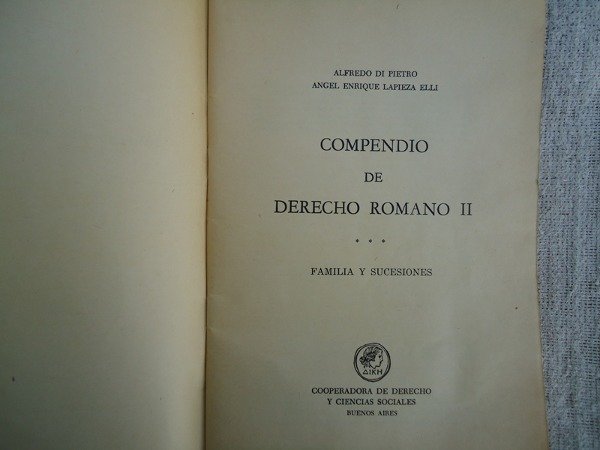 ALFREDO DI PIETRO
ANGEL ENRIQUE LAPIEZA ELLI
COMPENDIO
DE
DERECHO ROMANO II
* * *
FAMILIA Y SUCESIONES
ΔΙΚΗ
COOPERADORA DE DERECHO
Y CIENCIAS SOCIALES
BUENOS AIRES